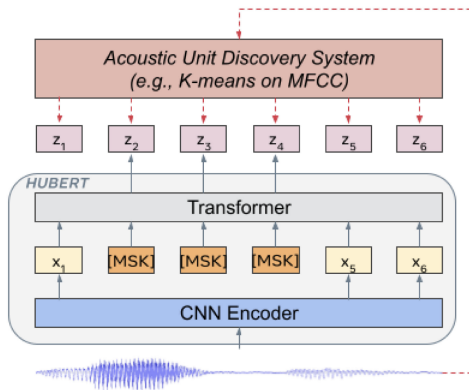 Acoustic Unit Discovery System
(e.g., K-means on MFCC)
z1 z2 z3 z4 z5 z6
HUBERT
Transformer
x1 [MSK] [MSK] [MSK] x5 x6
CNN Encoder